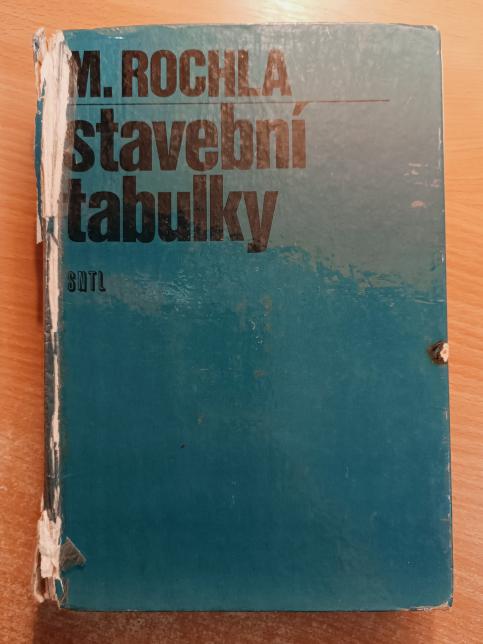 M. ROCHLA
stavební
tabulky
SNTL